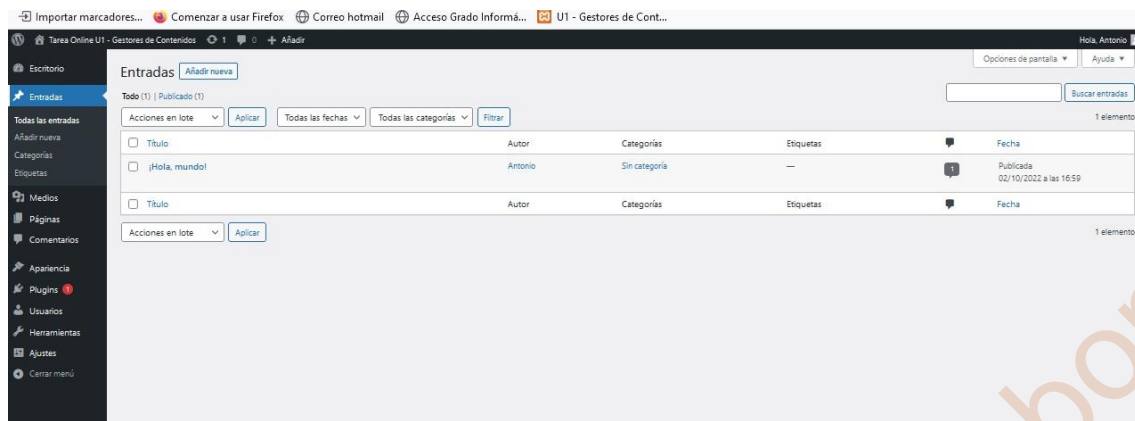 Importar marcadores... Comenzar a usar Firefox Correo hotmail Acceso Grado Informá... U1 - Gestores de Cont...
Tarea Online U1 - Gestores de Contenidos 1 0 Añadir Hola, Antonio
Escritorio
Entradas
Todas las entradas
Añadir nueva
Categorías
Etiquetas
Medios
Páginas
Comentarios
Apariencia
Plugins 1
Usuarios
Herramientas
Ajustes
Cerrar menú
Opciones de pantalla Ayuda
Entradas Añadir nueva
Todo (1) | Publicado (1)
Buscar entradas
Acciones en lote Aplicar Todas las fechas Todas las categorías Filtrar 1 elemento
Título Autor Categorías Etiquetas Fecha
¡Hola, mundo! Antonio Sin categoría — 1 Publicada
02/10/2022 a las 16:59
Título Autor Categorías Etiquetas Fecha
Acciones en lote Aplicar 1 elemento